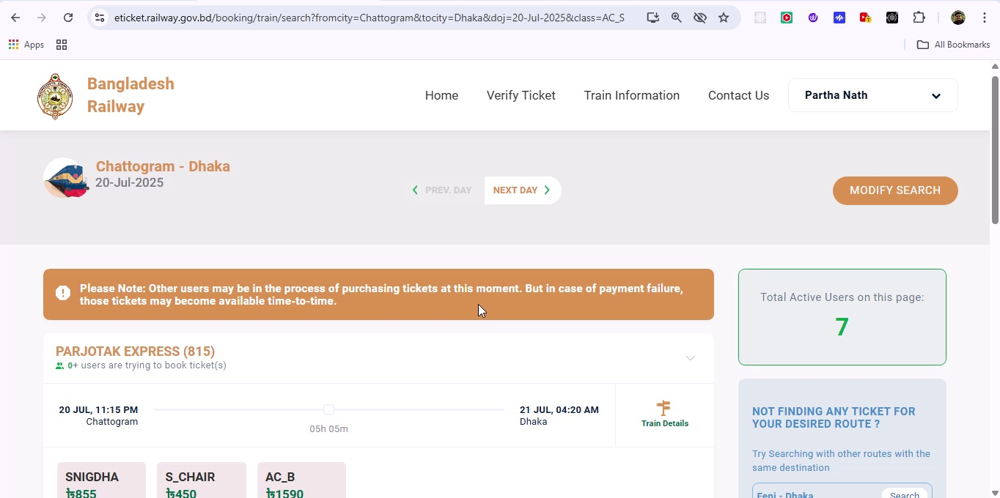 eticket.railway.gov.bd/booking/train/search?fromcity=Chattogram&tocity=Dhaka&doj=20-Jul-2025&class=AC_S
Apps
All Bookmarks
Bangladesh
Railway
Home
Verify Ticket
Train Information
Contact Us
Partha Nath
Chattogram - Dhaka
20-Jul-2025
PREV. DAY
NEXT DAY
MODIFY SEARCH
Please Note: Other users may be in the process of purchasing tickets at this moment. But in case of payment failure,
those tickets may become available time-to-time.
Total Active Users on this page:
7
PARJOTAK EXPRESS (815)
0+ users are trying to book ticket(s)
20 JUL, 11:15 PM
Chattogram
05h 05m
21 JUL, 04:20 AM
Dhaka
Train Details
SNIGDHA
৳855
S_CHAIR
৳450
AC_B
৳1590
NOT FINDING ANY TICKET FOR
YOUR DESIRED ROUTE ?
Try Searching with other routes with the
same destination
Feni - Dhaka
Search